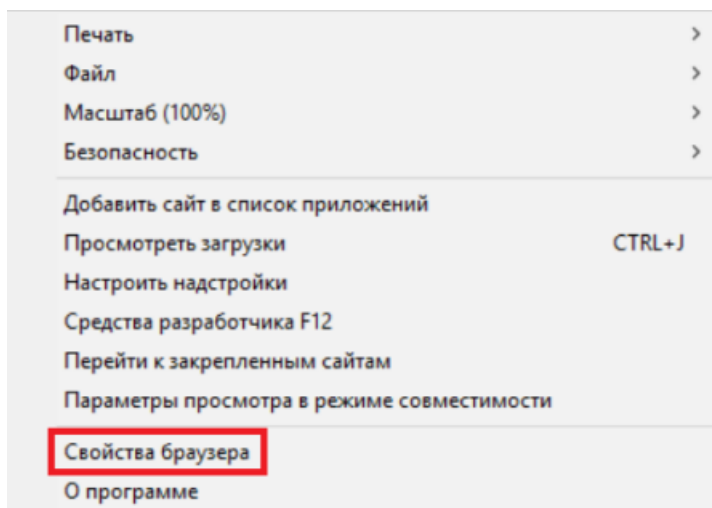 Печать
Файл
Масштаб (100%)
Безопасность
Добавить сайт в список приложений
Просмотреть загрузки CTRL+J
Настроить надстройки
Средства разработчика F12
Перейти к закрепленным сайтам
Параметры просмотра в режиме совместимости
Свойства браузера
О программе